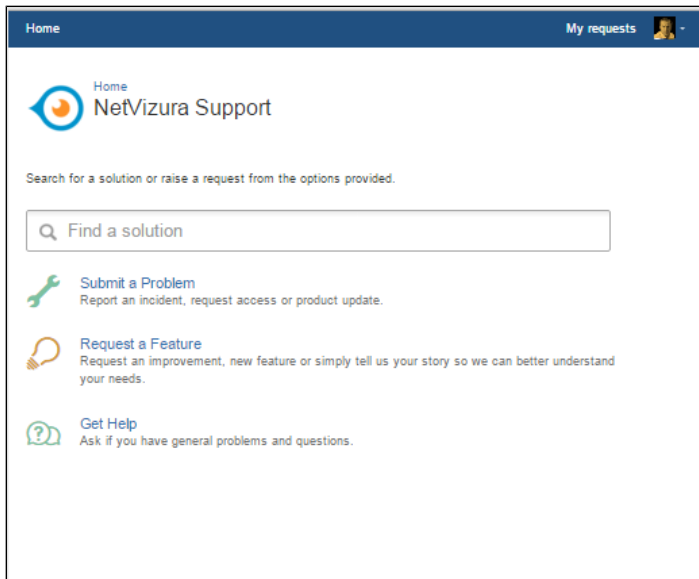 Home
My requests
Home
NetVizura Support
Search for a solution or raise a request from the options provided.
Find a solution
Submit a Problem
Report an incident, request access or product update.
Request a Feature
Request an improvement, new feature or simply tell us your story so we can better understand
your needs.
Get Help
Ask if you have general problems and questions.